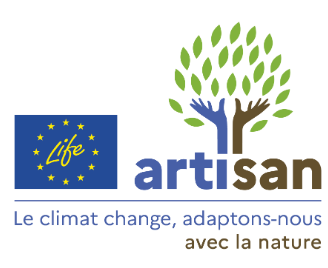 Life
artisan
Le climat change, adaptons-nous
avec la nature